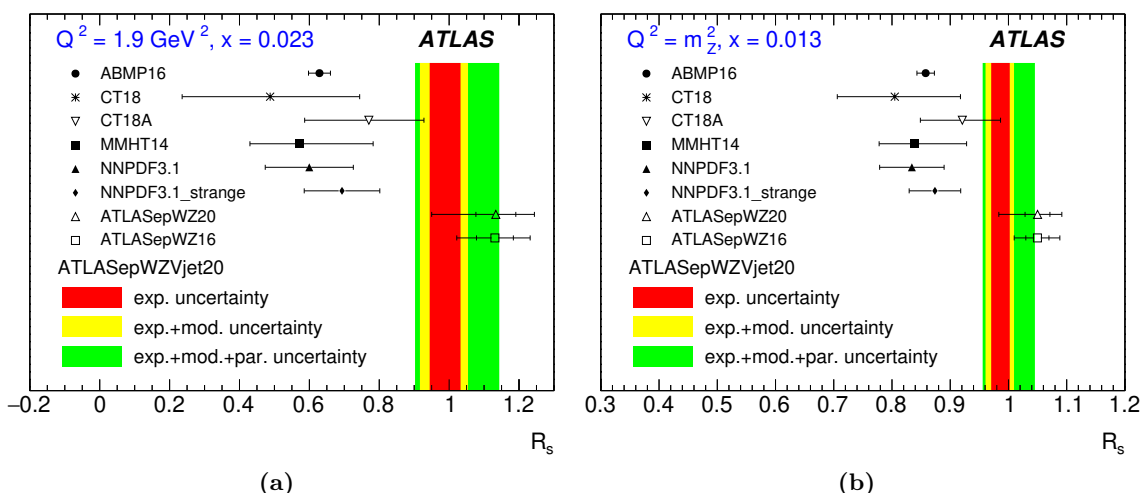 Q² = 1.9 GeV², x = 0.023 ATLAS
ABMP16
CT18
CT18A
MMHT14
NNPDF3.1
NNPDF3.1_strange
ATLASepWZ20
ATLASepWZ16
ATLASepWZVjet20
exp. uncertainty
exp.+mod. uncertainty
exp.+mod.+par. uncertainty
−0.2 0 0.2 0.4 0.6 0.8 1 1.2
R_s
(a)
Q² = m_Z², x = 0.013 ATLAS
ABMP16
CT18
CT18A
MMHT14
NNPDF3.1
NNPDF3.1_strange
ATLASepWZ20
ATLASepWZ16
ATLASepWZVjet20
exp. uncertainty
exp.+mod. uncertainty
exp.+mod.+par. uncertainty
0.3 0.4 0.5 0.6 0.7 0.8 0.9 1 1.1 1.2
R_s
(b)